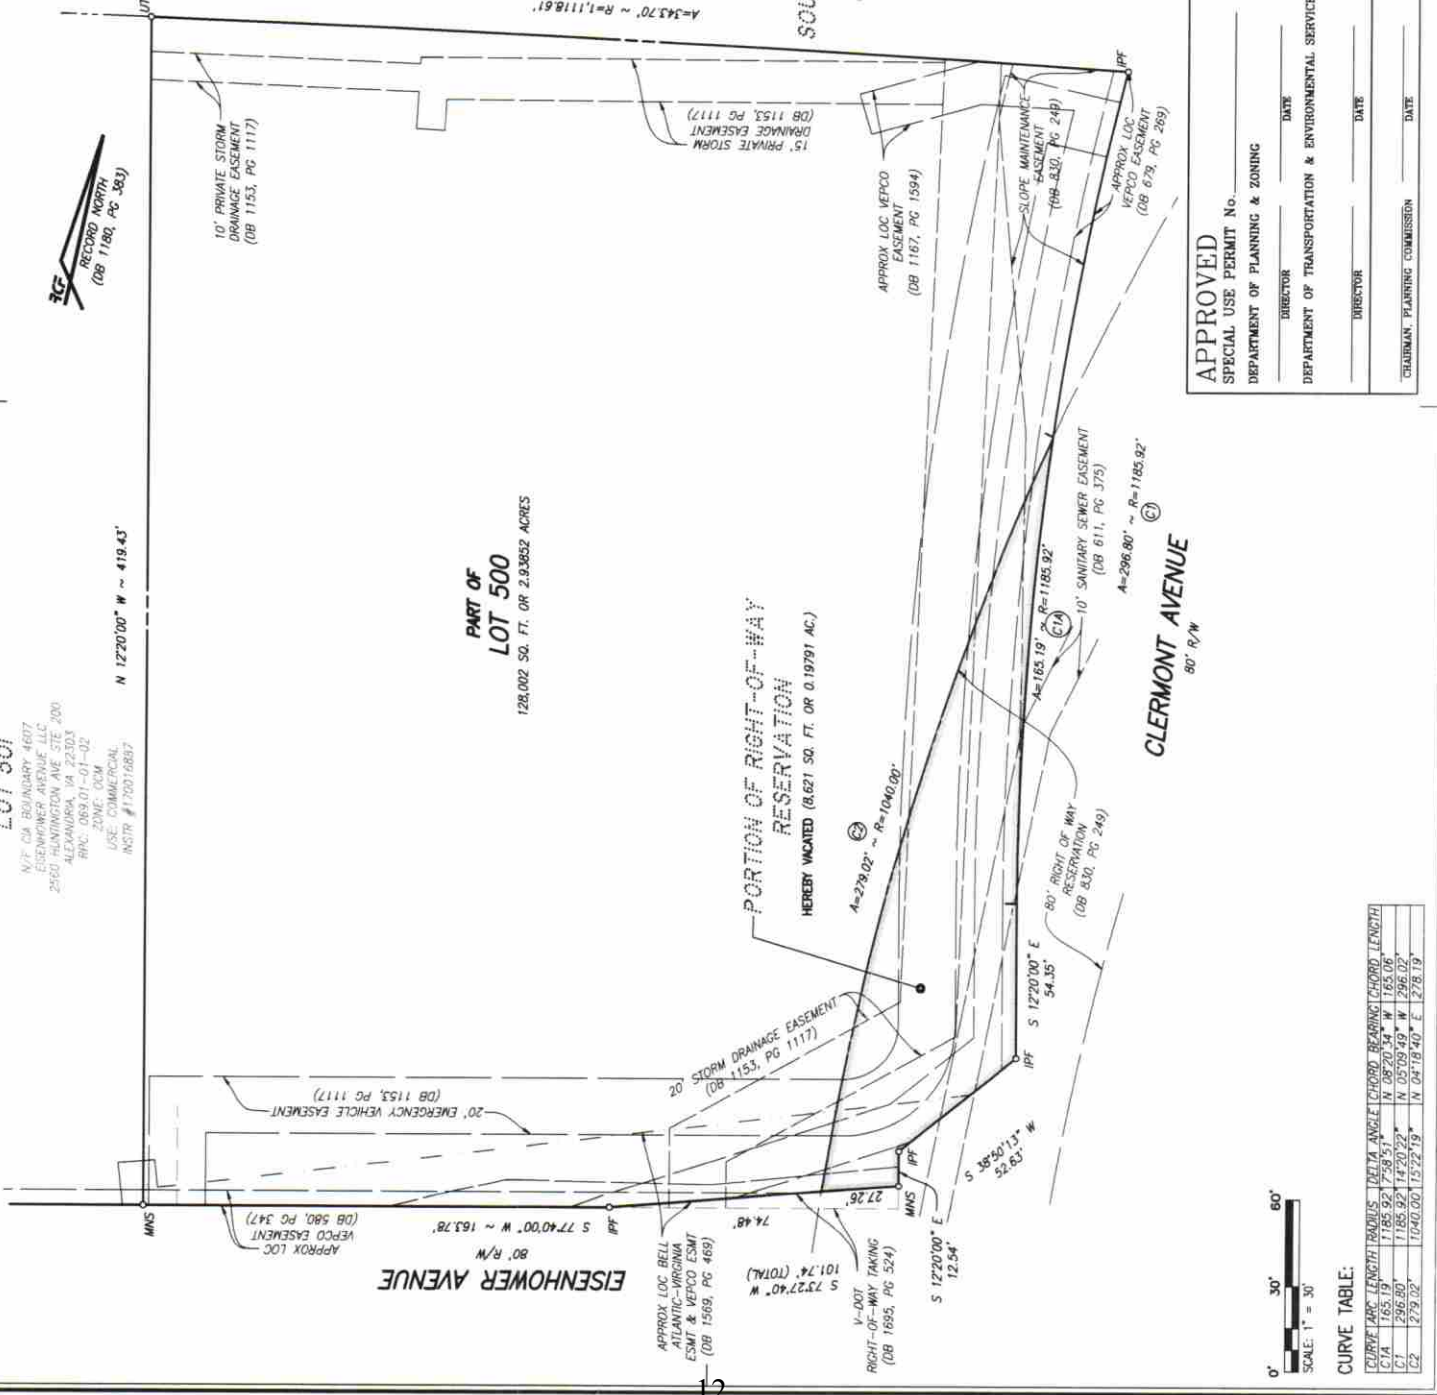 A=343.70' ~ R=1,1118.61'
SOU
RCF
RECORD NORTH
(DB 1180, PG 383)
10' PRIVATE STORM
DRAINAGE EASEMENT
(DB 1153, PG 1117)
15' PRIVATE STORM
DRAINAGE EASEMENT
(DB 1153, PG 1117)
APPROX LOC VEPCO
EASEMENT
(DB 1167, PG 1594)
SLOPE MAINTENANCE
EASEMENT
(DB 830, PG 249)
IPF
APPROX LOC
VEPCO EASEMENT
(DB 679, PG 269)
APPROVED
SPECIAL USE PERMIT No.
DEPARTMENT OF PLANNING & ZONING
DIRECTOR
DATE
DEPARTMENT OF TRANSPORTATION & ENVIRONMENTAL SERVICE
DIRECTOR
DATE
CHAIRMAN, PLANNING COMMISSION
DATE
LOT 501
N/F CIA BOUNDARY 4607
EISENHOWER AVENUE LLC
2560 HUNTINGTON AVE STE 200
ALEXANDRIA, VA 22303
RPC: 069.01-01-02
ZONE: OCM
USE: COMMERCIAL
INSTR #170016887
N 12°20'00" W ~ 419.43'
PART OF
LOT 500
128,002 SQ. FT. OR 2.93852 ACRES
PORTION OF RIGHT-OF-WAY
RESERVATION
HEREBY VACATED (8,621 SQ. FT. OR 0.19791 AC.)
A=279.02' ~ R=1040.00'
C2
A=165.19' ~ R=1185.92'
C1A
10' SANITARY SEWER EASEMENT
(DB 611, PG 375)
A=296.80' ~ R=1185.92'
C1
CLERMONT AVENUE
80' R/W
80' RIGHT OF WAY
RESERVATION
(DB 830, PG 249)
S 12°20'00" E
54.35'
IPF
S 38°50'13" W
52.63'
IPF
20' STORM DRAINAGE EASEMENT
(DB 1153, PG 1117)
20' EMERGENCY VEHICLE EASEMENT
(DB 1153, PG 1117)
MNS
APPROX LOC
VEPCO EASEMENT
(DB 580, PG 347)
S 77°40'00" W ~ 163.78'
IPF
80' R/W
EISENHOWER AVENUE
APPROX LOC BELL
ATLANTIC-VIRGINIA
ESMT & VEPCO ESMT
(DB 1569, PG 469)
74.48'
27.26'
S 73°27'40" W
101.74' (TOTAL)
V-DOT
RIGHT-OF-WAY TAKING
(DB 1695, PG 524)
MNS
S 12°20'00" E
12.54'
0' 30' 60'
SCALE: 1" = 30'
CURVE TABLE:
CURVE ARC LENGTH RADIUS DELTA ANGLE CHORD BEARING CHORD LENGTH
C1A 165.19' 1185.92' 7°58'51" N 08°20'34" W 165.06'
C1 296.80' 1185.92' 14°20'22" N 05°09'49" W 296.02'
C2 279.02' 1040.00' 15°22'19" N 04°18'40" E 278.19'
12